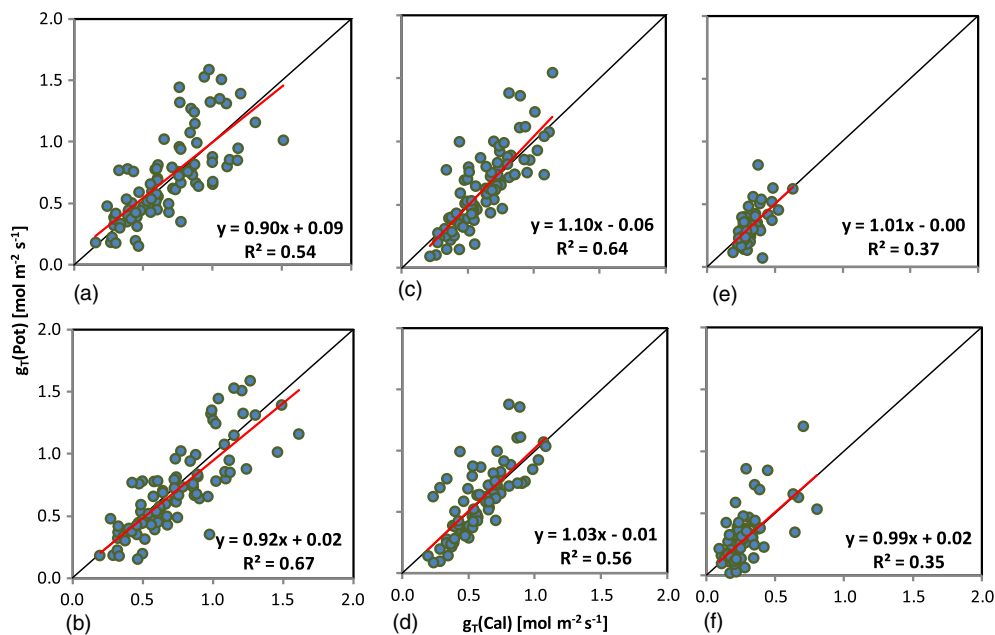 2.0
1.5
1.0
0.5
0.0
y = 0.90x + 0.09
R² = 0.54
(a)
y = 1.10x - 0.06
R² = 0.64
(c)
y = 1.01x - 0.00
R² = 0.37
(e)
gT(Pot) [mol m⁻² s⁻¹]
2.0
1.5
1.0
0.5
0.0
y = 0.92x + 0.02
R² = 0.67
0.0 0.5 1.0 1.5 2.0
(b)
y = 1.03x - 0.01
R² = 0.56
0.0 0.5 1.0 1.5 2.0
(d)
y = 0.99x + 0.02
R² = 0.35
0.0 0.5 1.0 1.5 2.0
(f)
gT(Cal) [mol m⁻² s⁻¹]